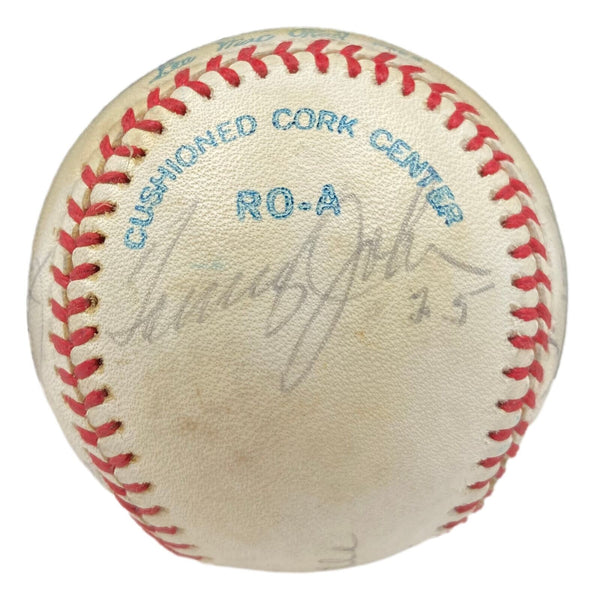 CUSHIONED CORK CENTER
RO-A
Tommy John
25